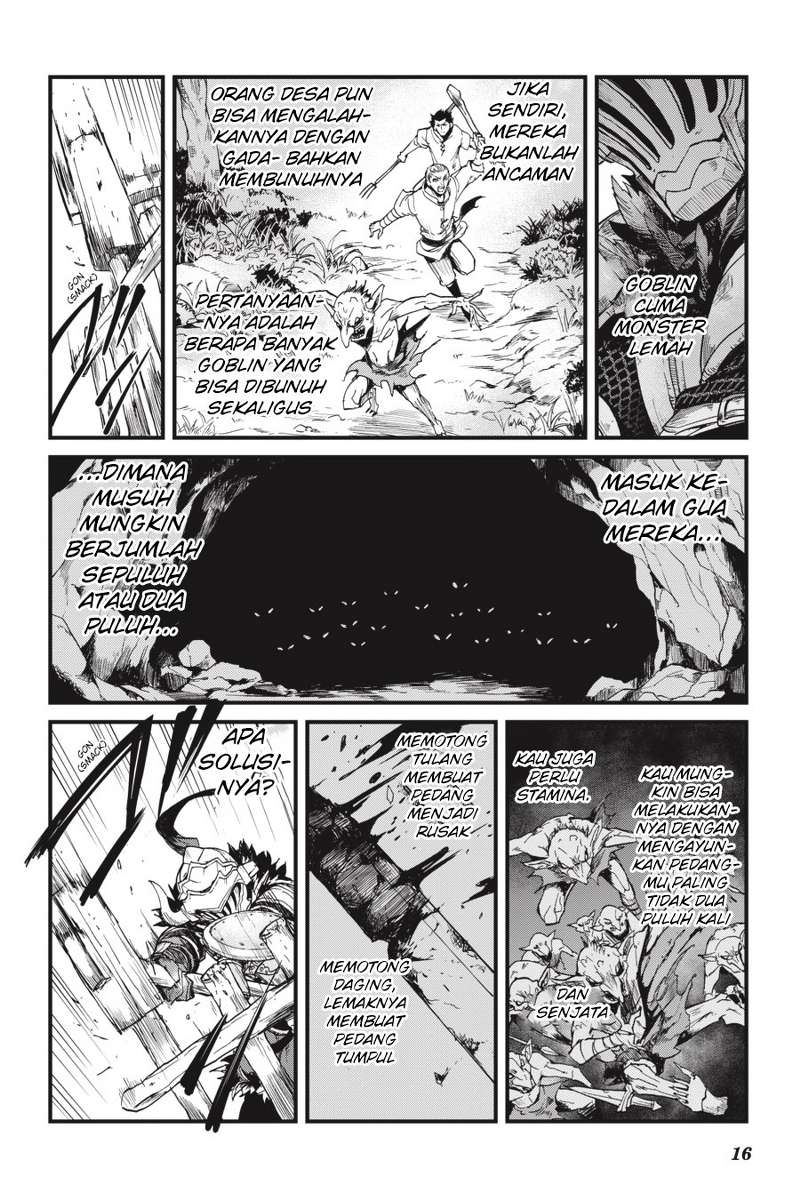 GOBLIN
CUMA
MONSTER
LEMAH
JIKA
SENDIRI,
MEREKA
BUKANLAH
ANCAMAN
ORANG DESA PUN
BISA MENGALAH-
KANNYA DENGAN
GADA- BAHKAN
MEMBUNUHNYA
PERTANYAAN-
NYA ADALAH
BERAPA BANYAK
GOBLIN YANG
BISA DIBUNUH
SEKALIGUS
GON
(SMACK)
MASUK KE-
DALAM GUA
MEREKA...
...DIMANA
MUSUH
MUNGKIN
BERJUMLAH
SEPULUH
ATAU DUA
PULUH...
KAU MUNG-
KIN BISA
MELAKUKAN-
NYA DENGAN
MENGAYUN-
KAN PEDANG-
MU PALING
TIDAK DUA
PULUH KALI
KAU JUGA
PERLU
STAMINA.
DAN
SENJATA
MEMOTONG
TULANG
MEMBUAT
PEDANG
MENJADI
RUSAK
MEMOTONG
DAGING,
LEMAKNYA
MEMBUAT
PEDANG
TUMPUL
APA
SOLUSI-
NYA?
GON
(SMACK)
16